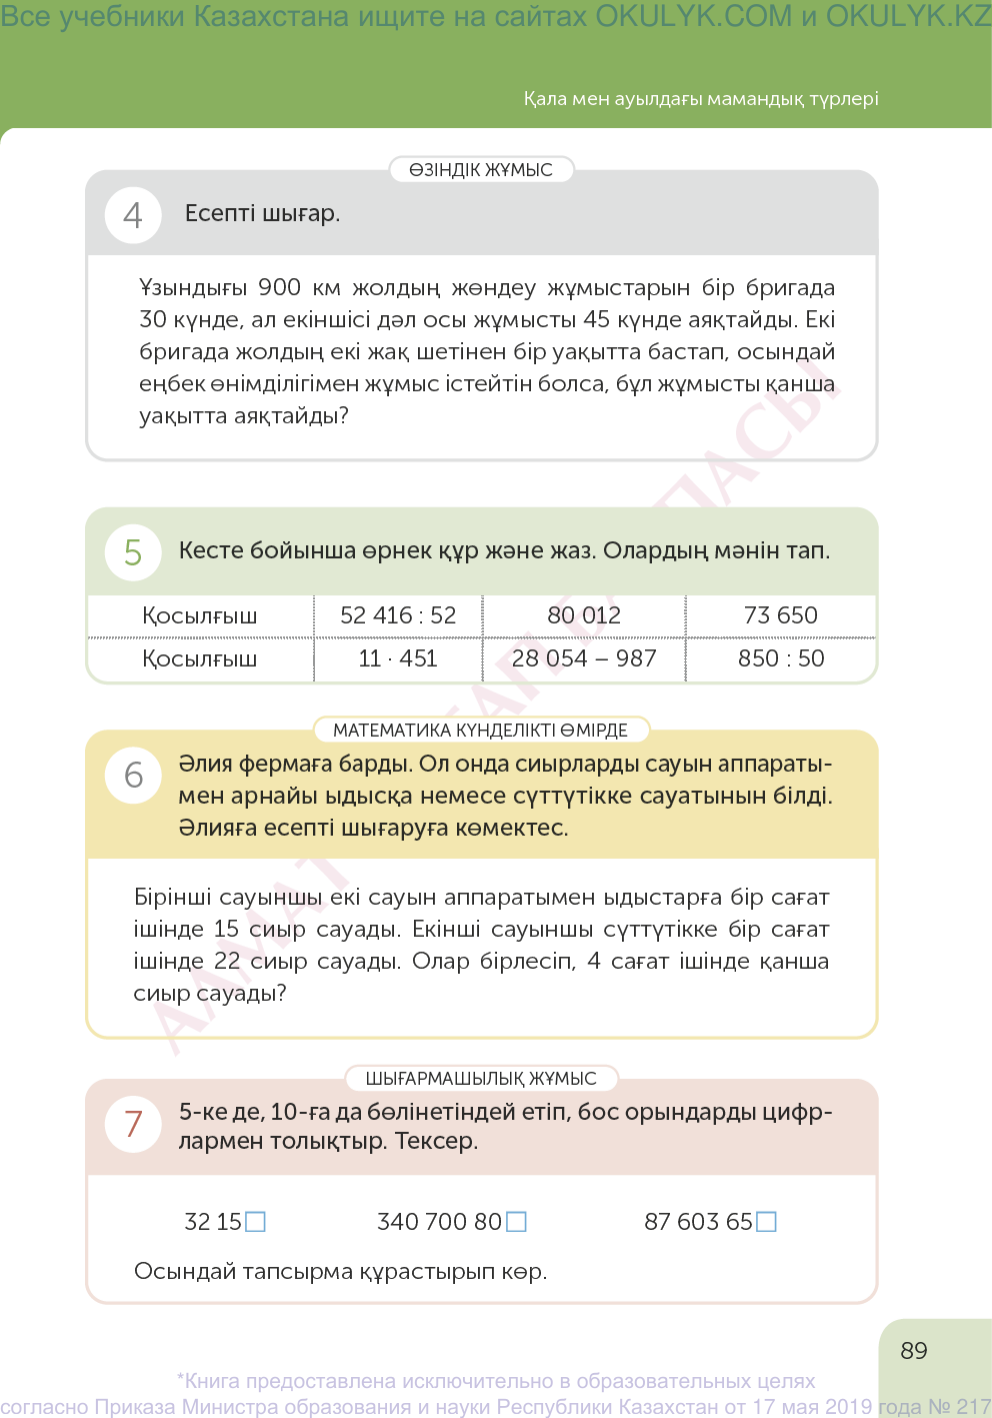 Все учебники Казахстана ищите на сайтах OKULYK.COM и OKULYK.KZ
Қала мен ауылдағы мамандық түрлері
ӨЗІНДІК ЖҰМЫС
4 Есепті шығар.
Ұзындығы 900 км жолдың жөндеу жұмыстарын бір бригада
30 күнде, ал екіншісі дәл осы жұмысты 45 күнде аяқтайды. Екі
бригада жолдың екі жақ шетінен бір уақытта бастап, осындай
еңбек өнімділігімен жұмыс істейтін болса, бұл жұмысты қанша
уақытта аяқтайды?
5 Кесте бойынша өрнек құр және жаз. Олардың мәнін тап.
Қосылғыш 52 416 : 52 80 012 73 650
Қосылғыш 11 · 451 28 054 – 987 850 : 50
МАТЕМАТИКА КҮНДЕЛІКТІ ӨМІРДЕ
6 Әлия фермаға барды. Ол онда сиырларды сауын аппараты-
мен арнайы ыдысқа немесе сүттүтікке сауатынын білді.
Әлияға есепті шығаруға көмектес.
Бірінші сауыншы екі сауын аппаратымен ыдыстарға бір сағат
ішінде 15 сиыр сауады. Екінші сауыншы сүттүтікке бір сағат
ішінде 22 сиыр сауады. Олар бірлесіп, 4 сағат ішінде қанша
сиыр сауады?
ШЫҒАРМАШЫЛЫҚ ЖҰМЫС
7 5-ке де, 10-ға да бөлінетіндей етіп, бос орындарды цифр-
лармен толықтыр. Тексер.
32 15□ 340 700 80□ 87 603 65□
Осындай тапсырма құрастырып көр.
89
*Книга предоставлена исключительно в образовательных целях
согласно Приказа Министра образования и науки Республики Казахстан от 17 мая 2019 года № 217